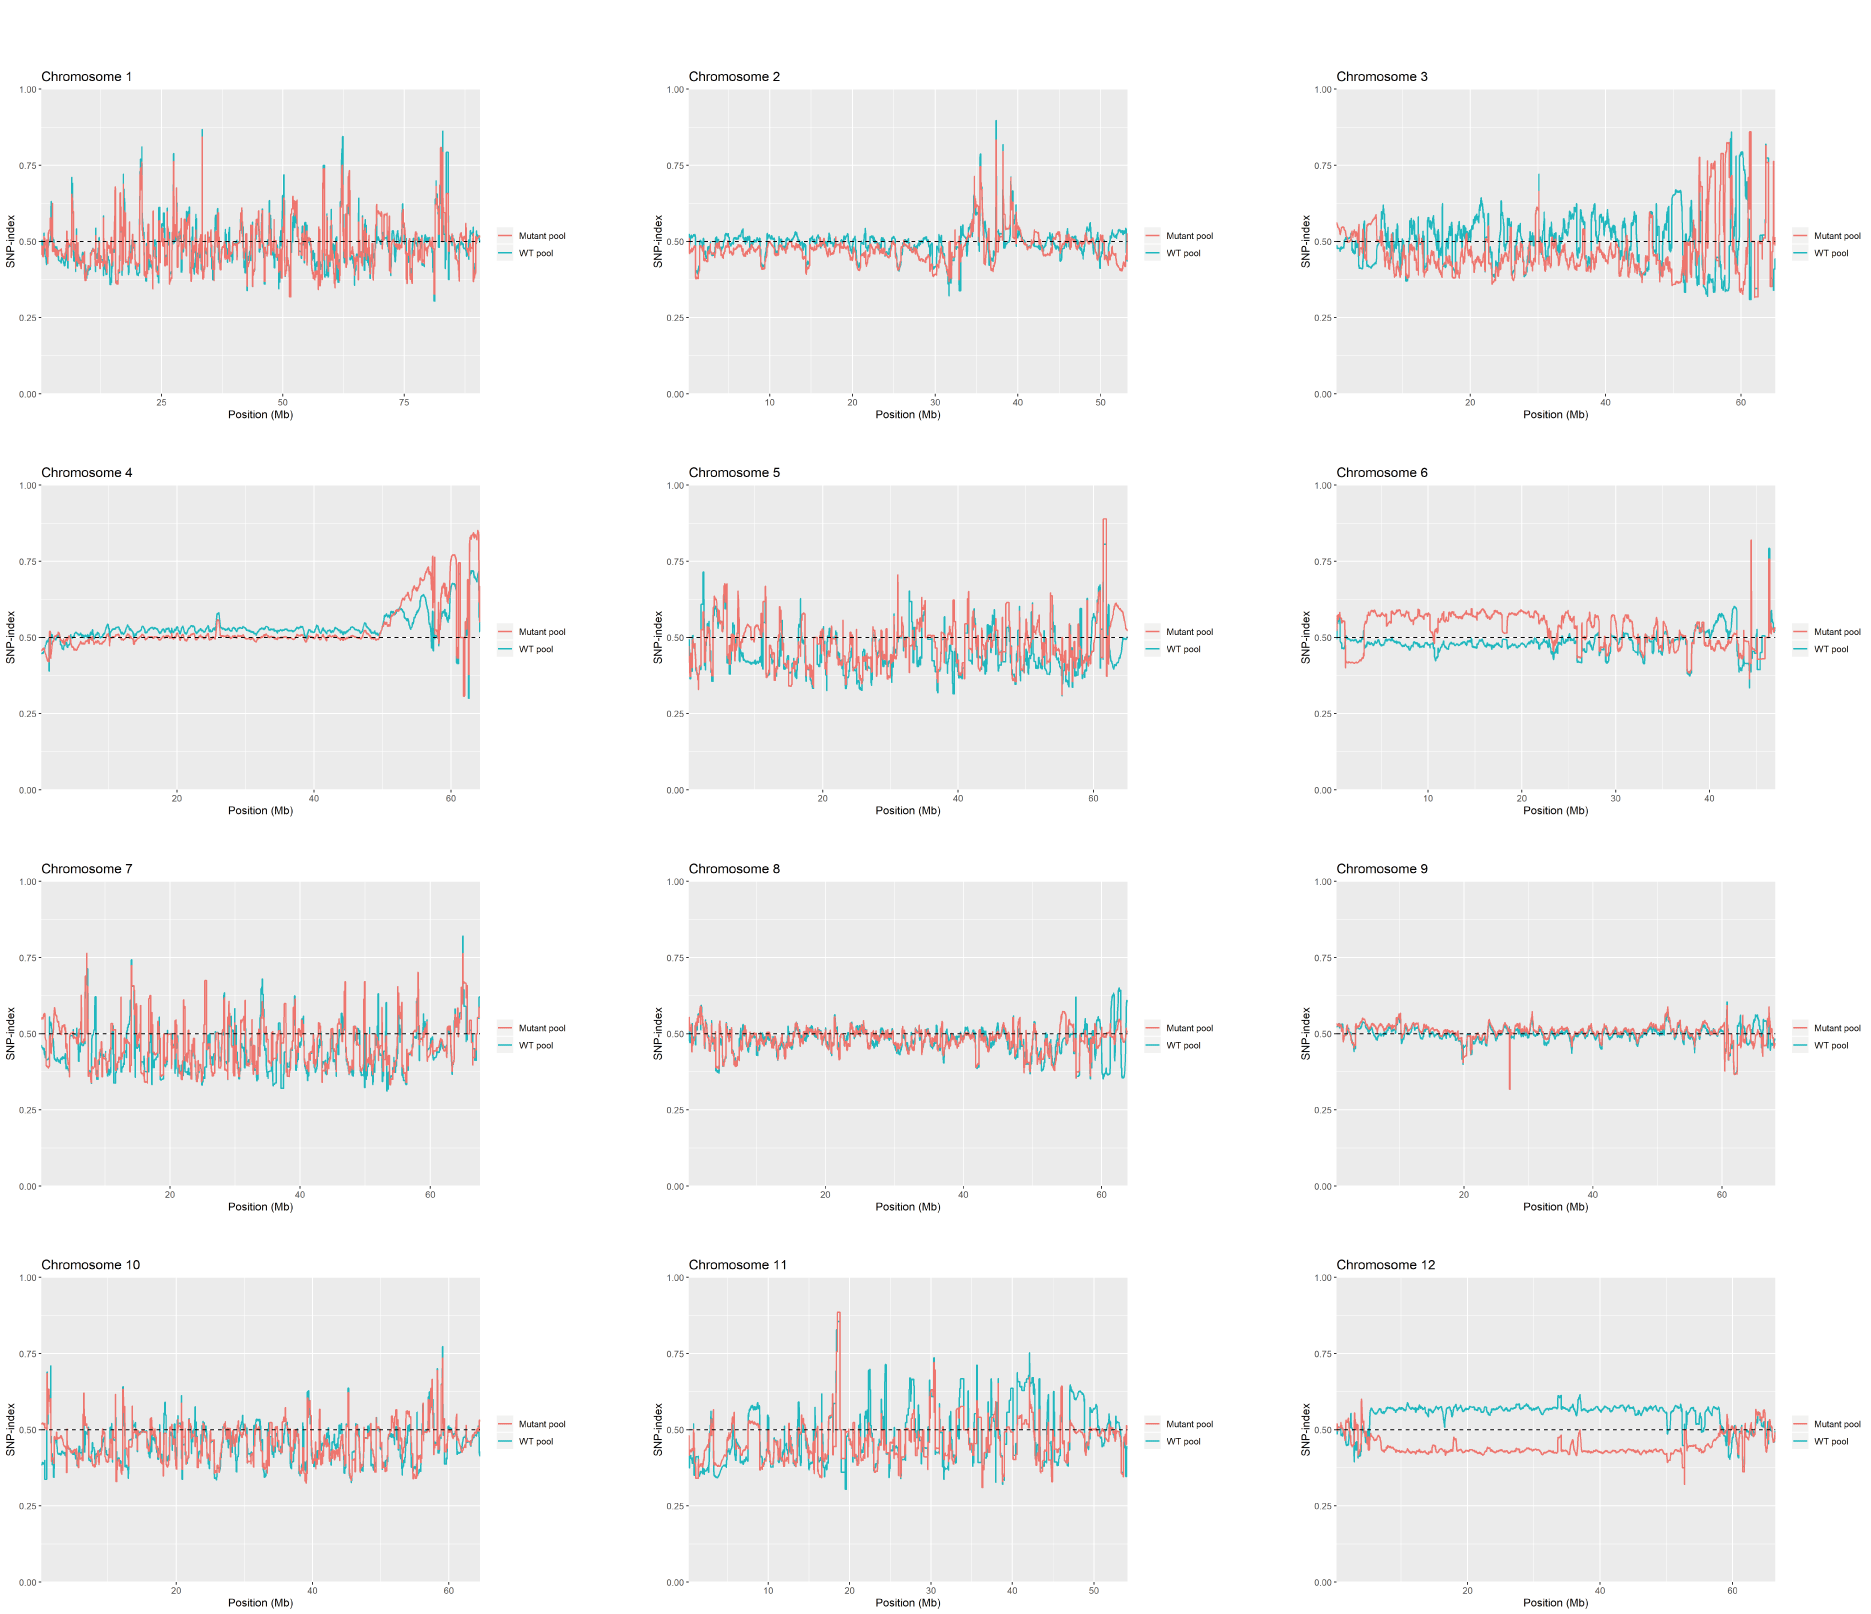 Chromosome 1
1.00
0.75
0.50
0.25
0.00
SNP-index
25
50
75
Position (Mb)
Mutant pool
WT pool
Chromosome 2
1.00
0.75
0.50
0.25
0.00
SNP-index
10
20
30
40
50
Position (Mb)
Mutant pool
WT pool
Chromosome 3
1.00
0.75
0.50
0.25
0.00
SNP-index
20
40
60
Position (Mb)
Mutant pool
WT pool
Chromosome 4
1.00
0.75
0.50
0.25
0.00
SNP-index
20
40
60
Position (Mb)
Mutant pool
WT pool
Chromosome 5
1.00
0.75
0.50
0.25
0.00
SNP-index
20
40
60
Position (Mb)
Mutant pool
WT pool
Chromosome 6
1.00
0.75
0.50
0.25
0.00
SNP-index
10
20
30
40
Position (Mb)
Mutant pool
WT pool
Chromosome 7
1.00
0.75
0.50
0.25
0.00
SNP-index
20
40
60
Position (Mb)
Mutant pool
WT pool
Chromosome 8
1.00
0.75
0.50
0.25
0.00
SNP-index
20
40
60
Position (Mb)
Mutant pool
WT pool
Chromosome 9
1.00
0.75
0.50
0.25
0.00
SNP-index
20
40
60
Position (Mb)
Mutant pool
WT pool
Chromosome 10
1.00
0.75
0.50
0.25
0.00
SNP-index
20
40
60
Position (Mb)
Mutant pool
WT pool
Chromosome 11
1.00
0.75
0.50
0.25
0.00
SNP-index
10
20
30
40
50
Position (Mb)
Mutant pool
WT pool
Chromosome 12
1.00
0.75
0.50
0.25
0.00
SNP-index
20
40
60
Position (Mb)
Mutant pool
WT pool